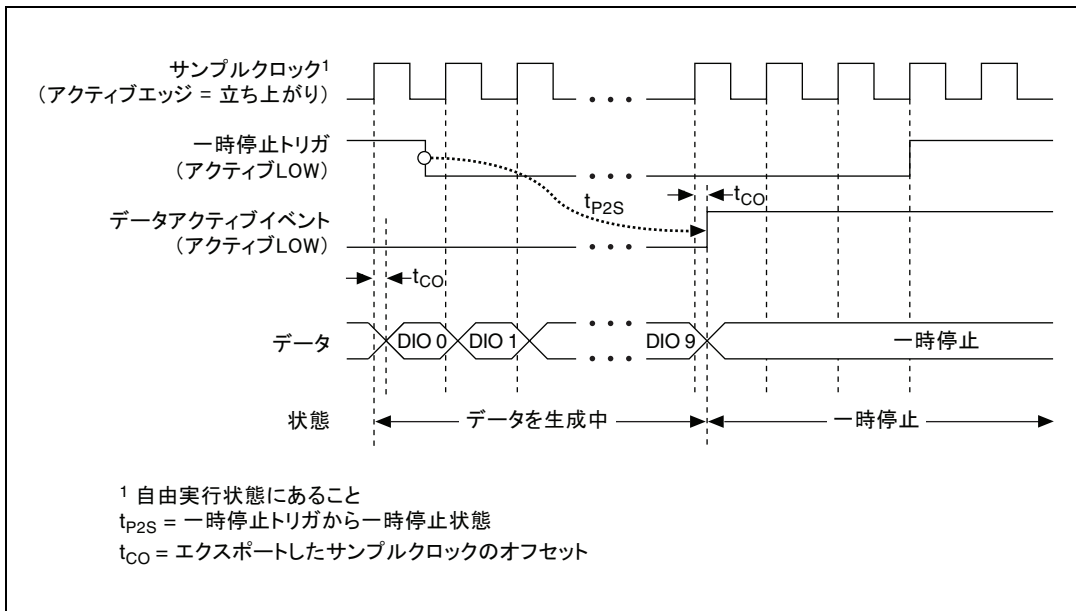 サンプルクロック1
(アクティブエッジ = 立ち上がり)
一時停止トリガ
(アクティブLOW)
tP2S
tCO
データアクティブイベント
(アクティブLOW)
tCO
データ
DIO 0
DIO 1
DIO 9
一時停止
状態
データを生成中
一時停止
1 自由実行状態にあること
tP2S = 一時停止トリガから一時停止状態
tCO = エクスポートしたサンプルクロックのオフセット